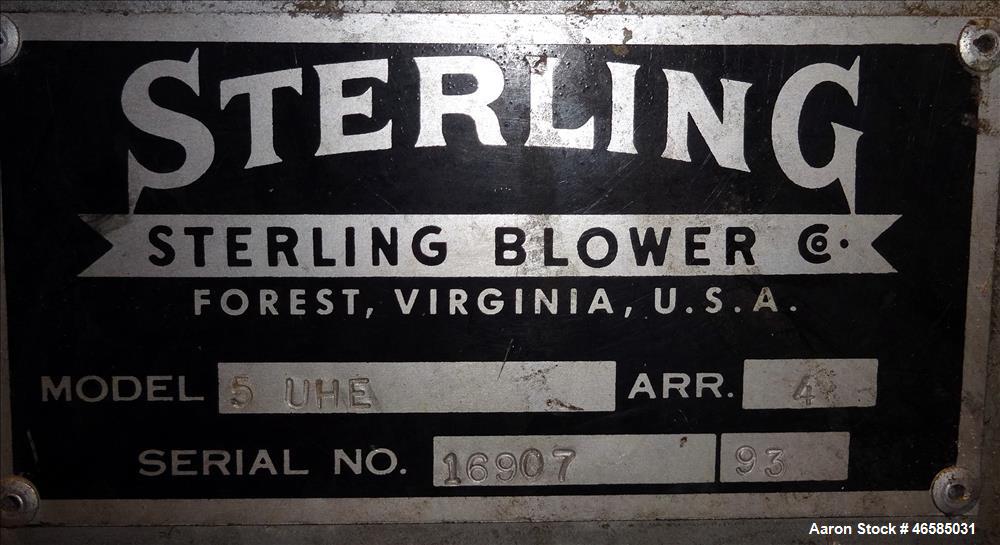 STERLING
STERLING BLOWER Co.
FOREST, VIRGINIA, U.S.A.
MODEL 5 UHE ARR. 4
SERIAL NO. 16907 93
Aaron Stock # 46585031